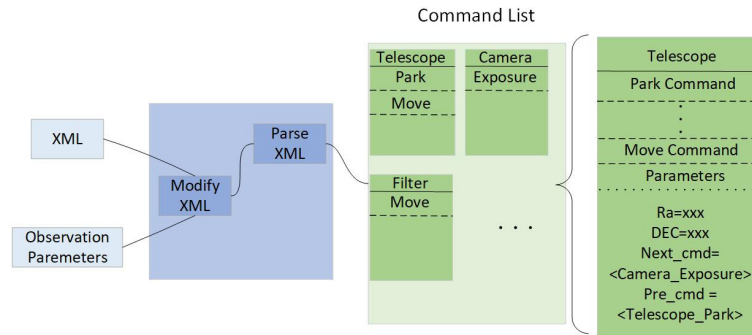 Command List
XML
Observation
Paremeters
Modify
XML
Parse
XML
Telescope
Park
Move
Camera
Exposure
Filter
Move
. . .
Telescope
Park Command
Move Command
Parameters
Ra=xxx
DEC=xxx
Next_cmd=
<Camera_Exposure>
Pre_cmd =
<Telescope_Park>